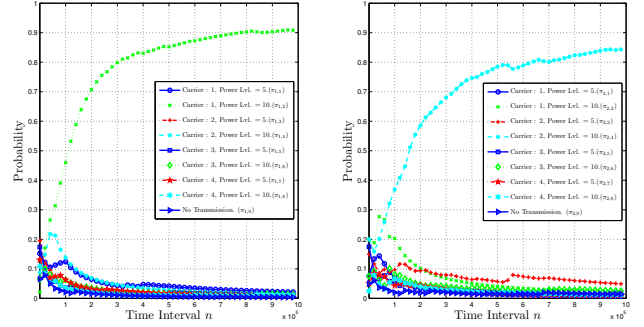 1
0.9
0.8
0.7
0.6
0.5
0.4
0.3
0.2
0.1
0
Probability
Carrier : 1, Power Lvl. = 5.(π1,1)
Carrier : 1, Power Lvl. = 10.(π1,2)
Carrier : 2, Power Lvl. = 5.(π1,3)
Carrier : 2, Power Lvl. = 10.(π1,4)
Carrier : 3, Power Lvl. = 5.(π1,5)
Carrier : 3, Power Lvl. = 10.(π1,6)
Carrier : 4, Power Lvl. = 5.(π1,7)
Carrier : 4, Power Lvl. = 10.(π1,8)
No Transmission. (π1,9)
1 2 3 4 5 6 7 8 9 10
Time Interval n
x 10^5
1
0.9
0.8
0.7
0.6
0.5
0.4
0.3
0.2
0.1
0
Probability
Carrier : 1, Power Lvl. = 5.(π2,1)
Carrier : 1, Power Lvl. = 10.(π2,2)
Carrier : 2, Power Lvl. = 5.(π2,3)
Carrier : 2, Power Lvl. = 10.(π2,4)
Carrier : 3, Power Lvl. = 5.(π2,5)
Carrier : 3, Power Lvl. = 10.(π2,6)
Carrier : 4, Power Lvl. = 5.(π2,7)
Carrier : 4, Power Lvl. = 10.(π2,8)
No Transmission. (π2,9)
1 2 3 4 5 6 7 8 9 10
Time Interval n
x 10^5